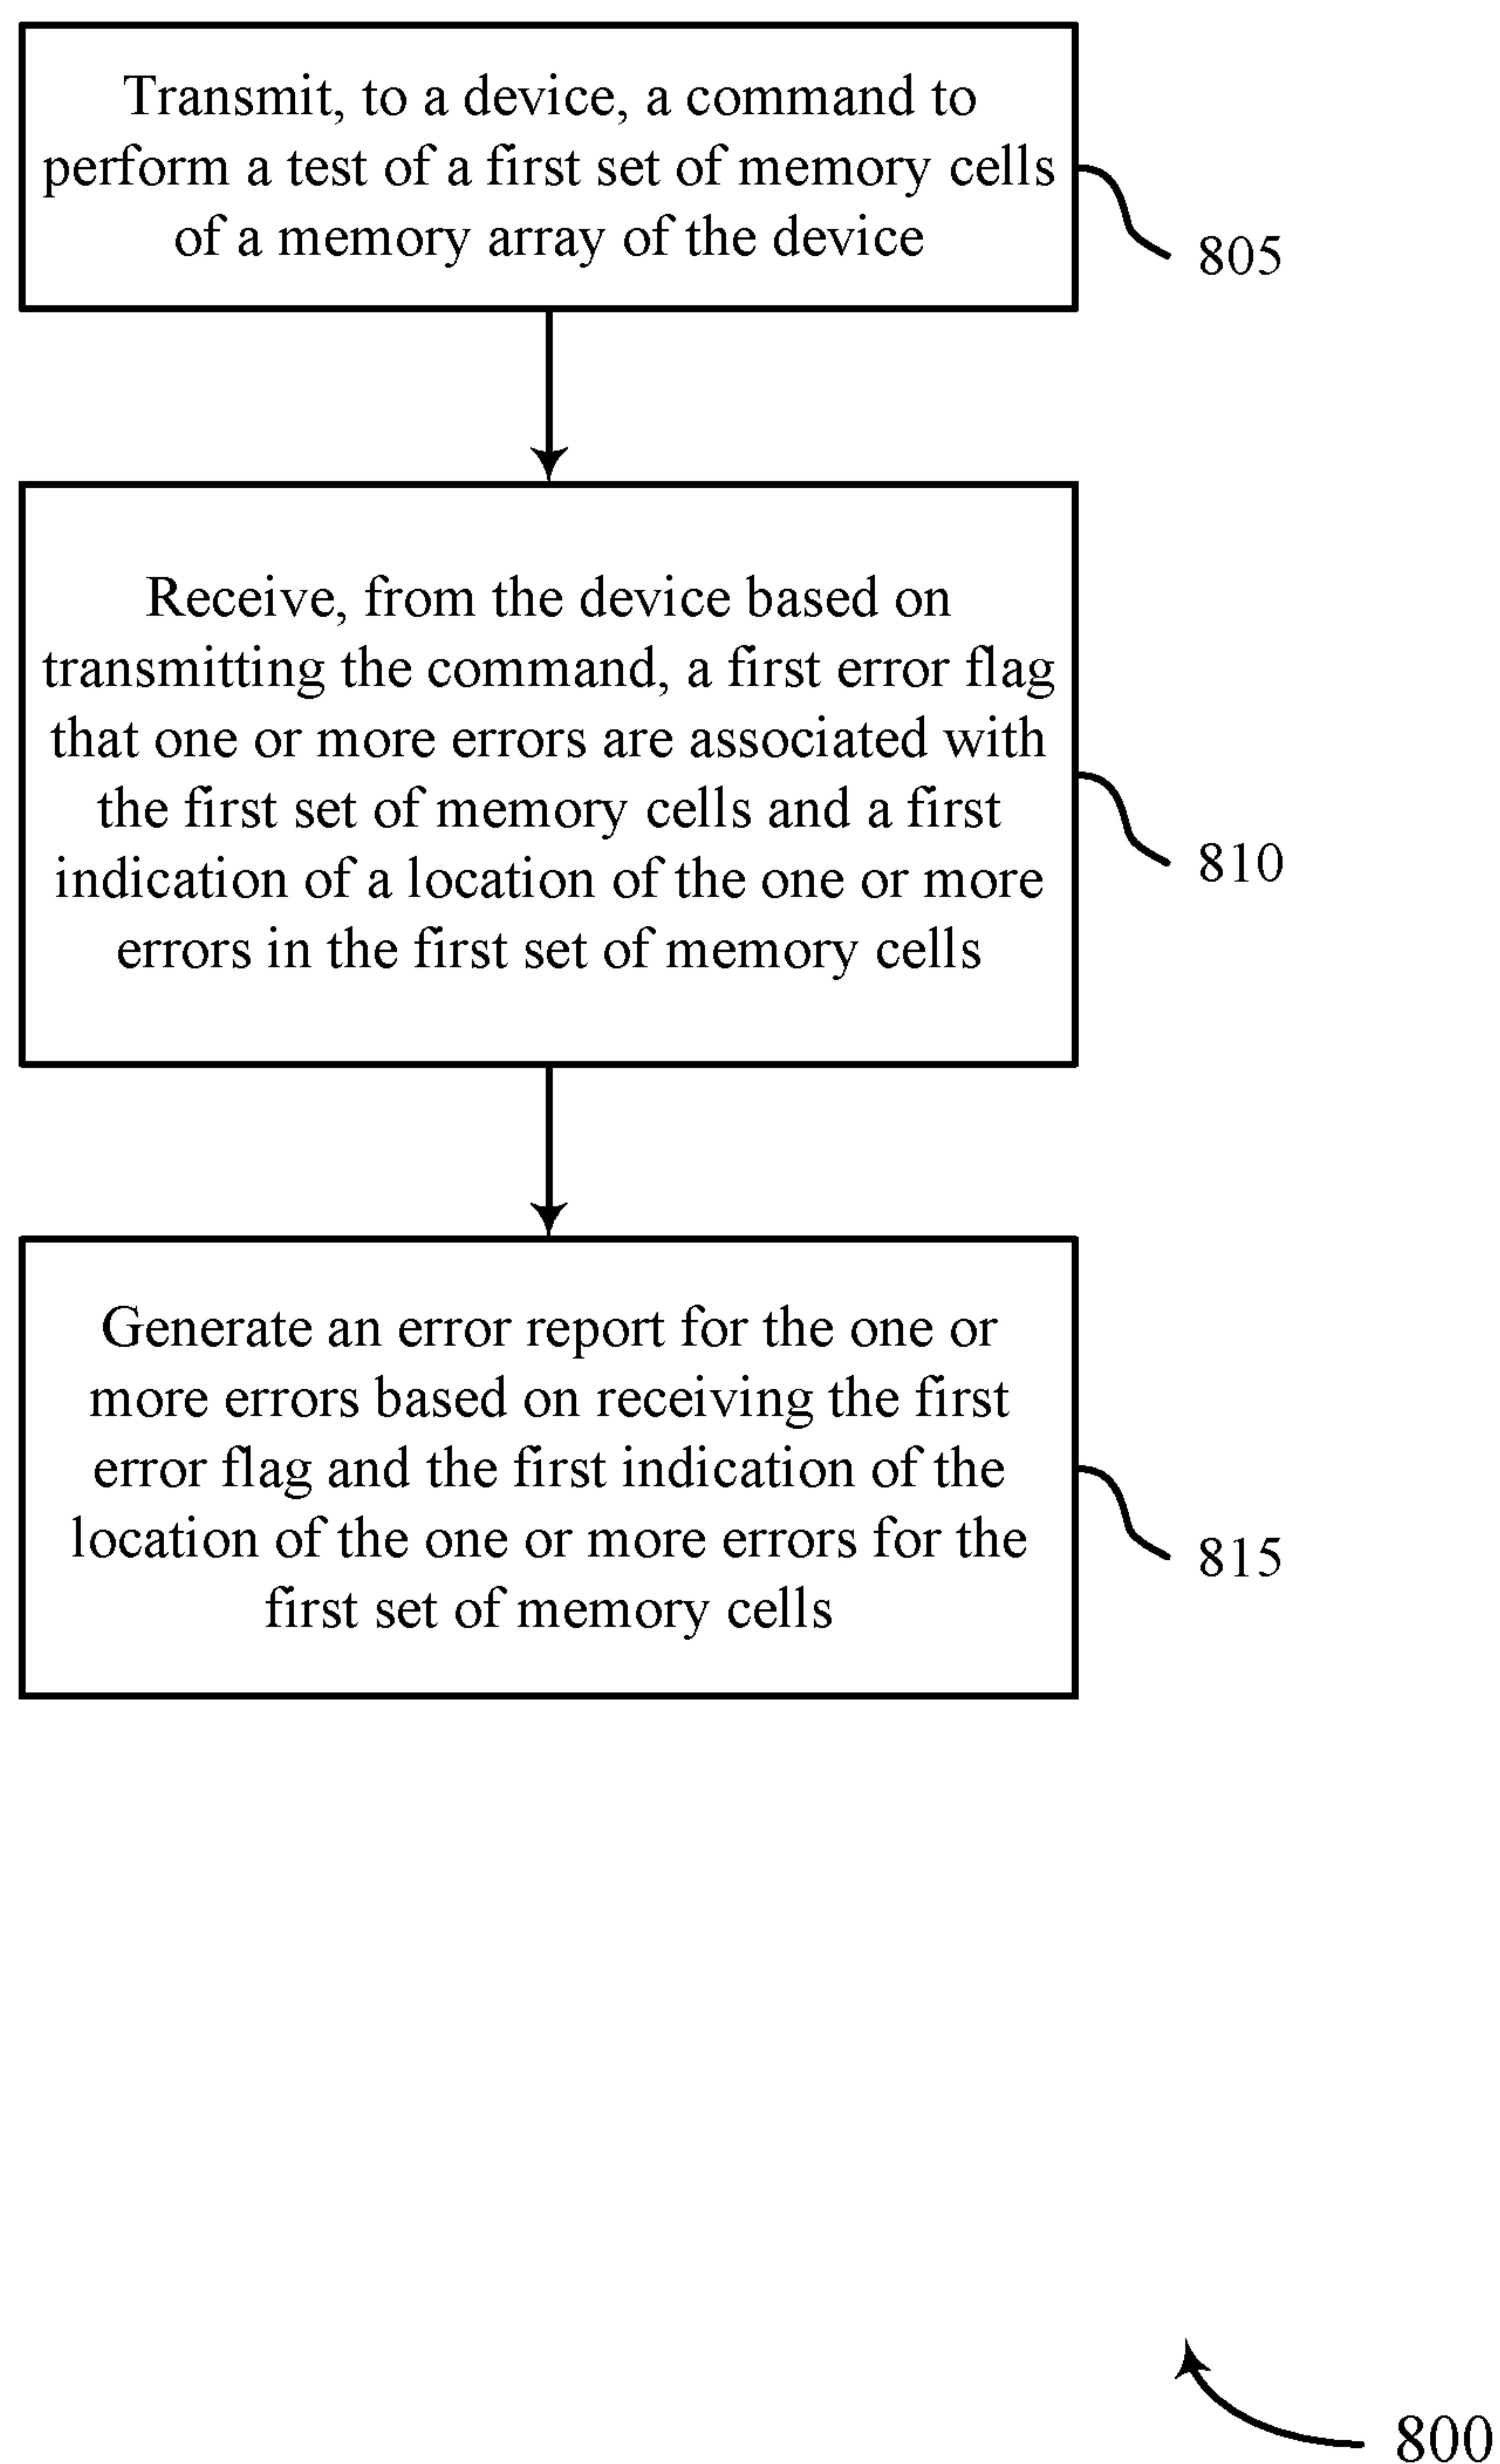 Transmit, to a device, a command to
perform a test of a first set of memory cells
of a memory array of the device
805
Receive, from the device based on
transmitting the command, a first error flag
that one or more errors are associated with
the first set of memory cells and a first
indication of a location of the one or more
errors in the first set of memory cells
810
Generate an error report for the one or
more errors based on receiving the first
error flag and the first indication of the
location of the one or more errors for the
first set of memory cells
815
800